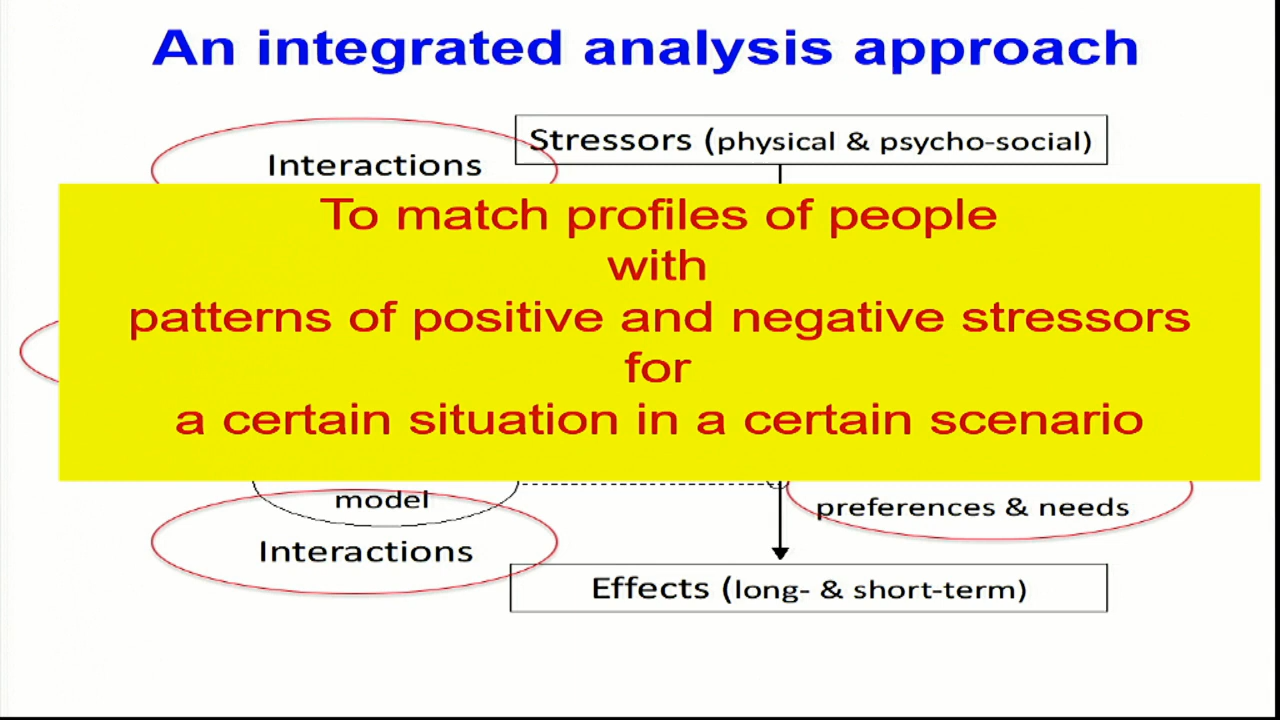 An integrated analysis approach
Stressors (physical & psycho-social)
Interactions
To match profiles of people
with
patterns of positive and negative stressors
for
a certain situation in a certain scenario
model
preferences & needs
Interactions
Effects (long- & short-term)